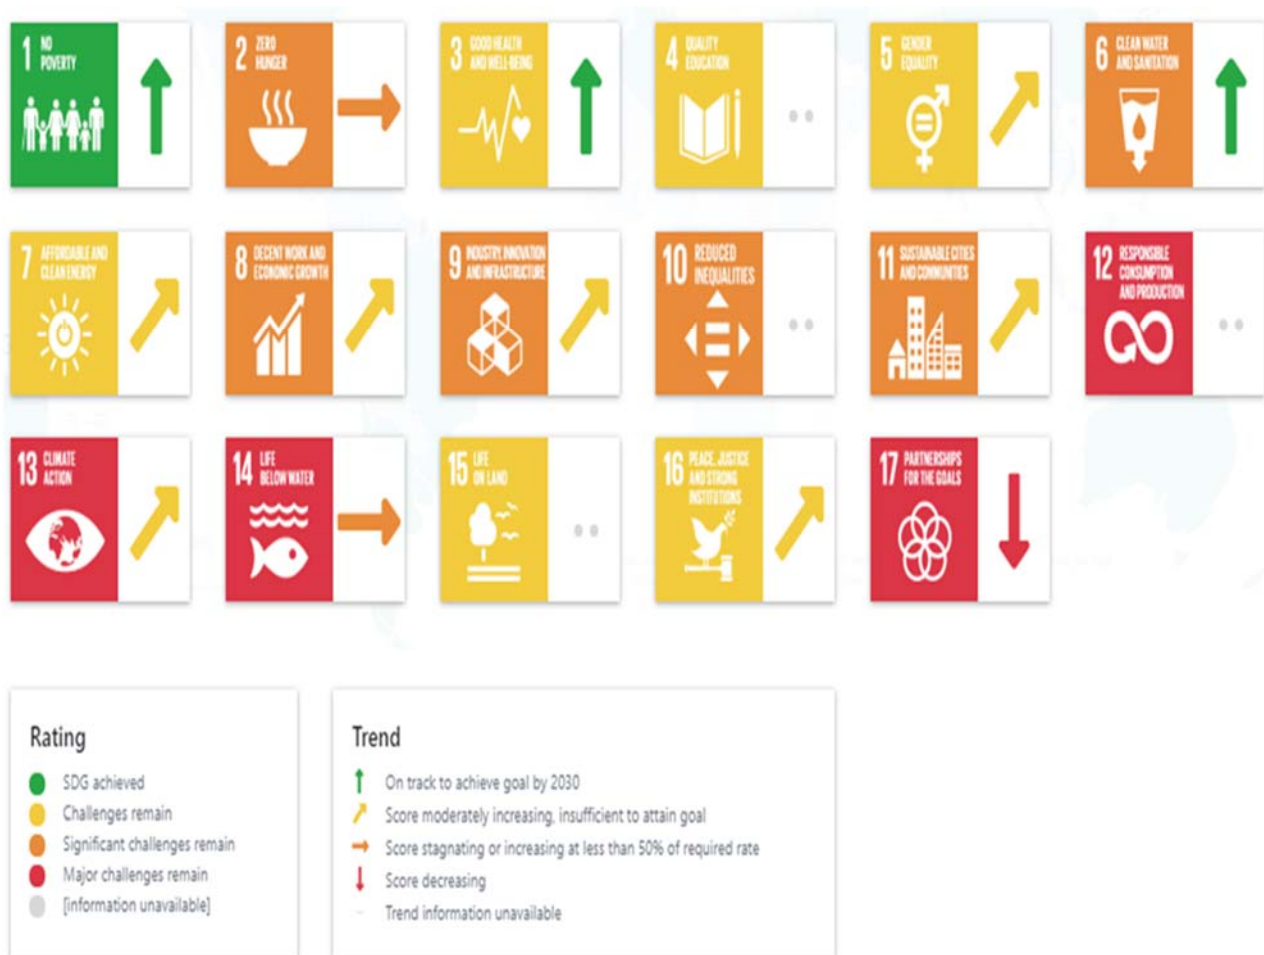 1 NO
POVERTY
2 ZERO
HUNGER
3 GOOD HEALTH
AND WELL-BEING
4 QUALITY
EDUCATION
5 GENDER
EQUALITY
6 CLEAN WATER
AND SANITATION
7 AFFORDABLE AND
CLEAN ENERGY
8 DECENT WORK AND
ECONOMIC GROWTH
9 INDUSTRY, INNOVATION
AND INFRASTRUCTURE
10 REDUCED
INEQUALITIES
11 SUSTAINABLE CITIES
AND COMMUNITIES
12 RESPONSIBLE
CONSUMPTION
AND PRODUCTION
13 CLIMATE
ACTION
14 LIFE
BELOW WATER
15 LIFE
ON LAND
16 PEACE, JUSTICE
AND STRONG
INSTITUTIONS
17 PARTNERSHIPS
FOR THE GOALS
Rating
SDG achieved
Challenges remain
Significant challenges remain
Major challenges remain
[information unavailable]
Trend
On track to achieve goal by 2030
Score moderately increasing, insufficient to attain goal
Score stagnating or increasing at less than 50% of required rate
Score decreasing
Trend information unavailable